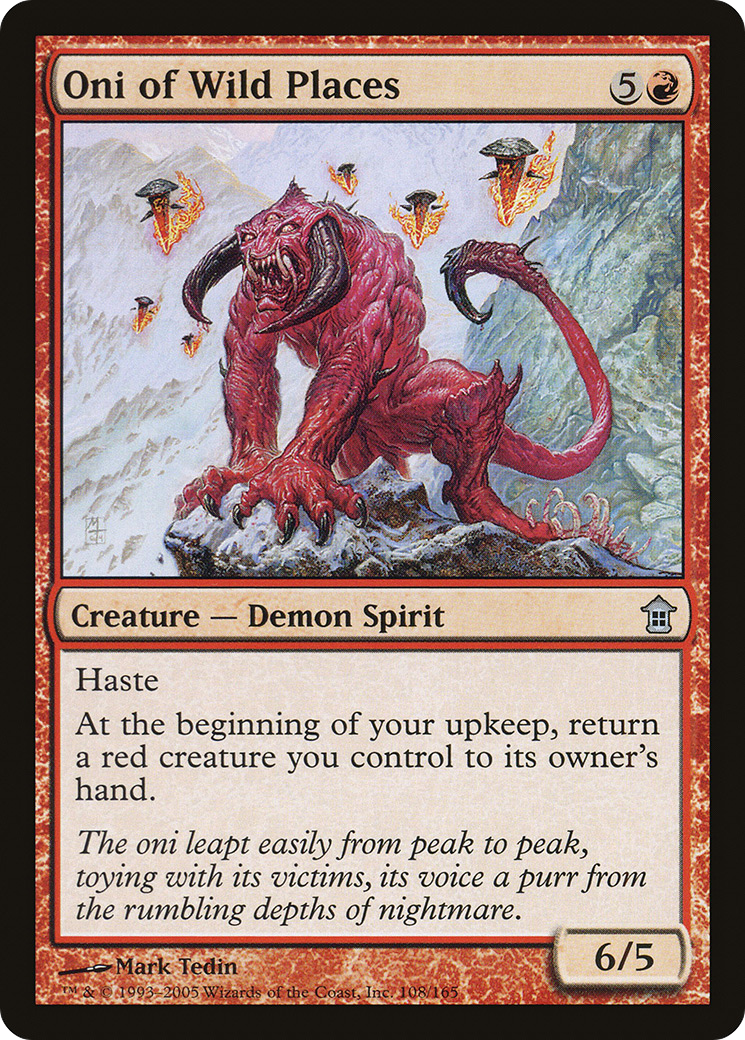 Oni of Wild Places 5
Creature — Demon Spirit
Haste
At the beginning of your upkeep, return
a red creature you control to its owner's
hand.
The oni leapt easily from peak to peak,
toying with its victims, its voice a purr from
the rumbling depths of nightmare.
6/5
Mark Tedin
™ & © 1993–2005 Wizards of the Coast, Inc. 108/165